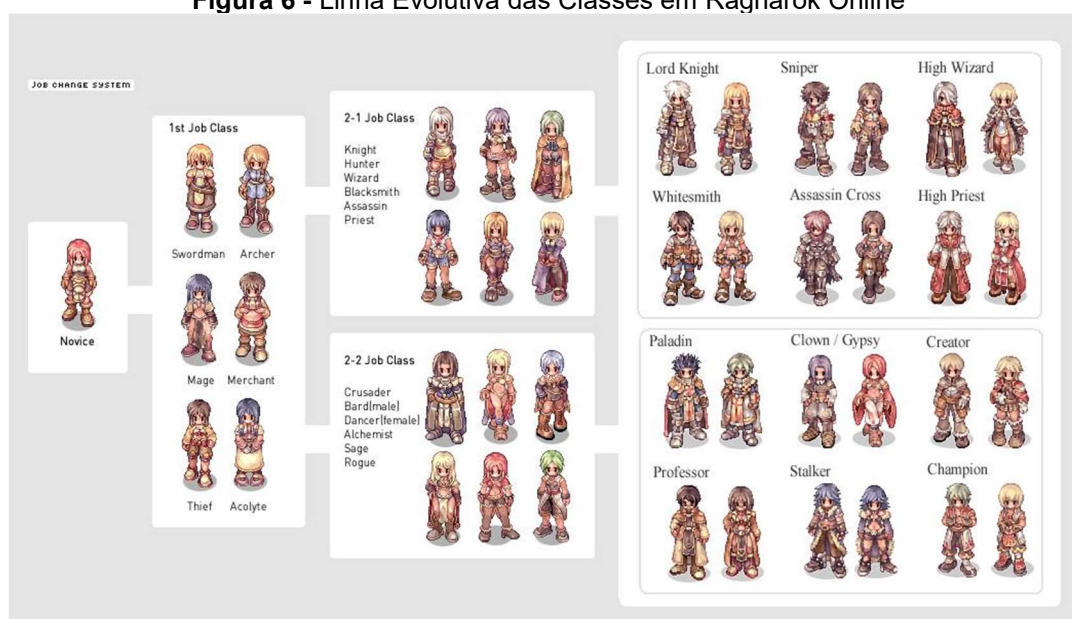 Figura 6 - Linha Evolutiva das Classes em Ragnarök Online
JOB CHANGE SYSTEM
Novice
1st Job Class
Swordman Archer
Mage Merchant
Thief Acolyte
2-1 Job Class
Knight
Hunter
Wizard
Blacksmith
Assassin
Priest
2-2 Job Class
Crusader
Bard(male)
Dancer(female)
Alchemist
Sage
Rogue
Lord Knight Sniper High Wizard
Whitesmith Assassin Cross High Priest
Paladin Clown / Gypsy Creator
Professor Stalker Champion